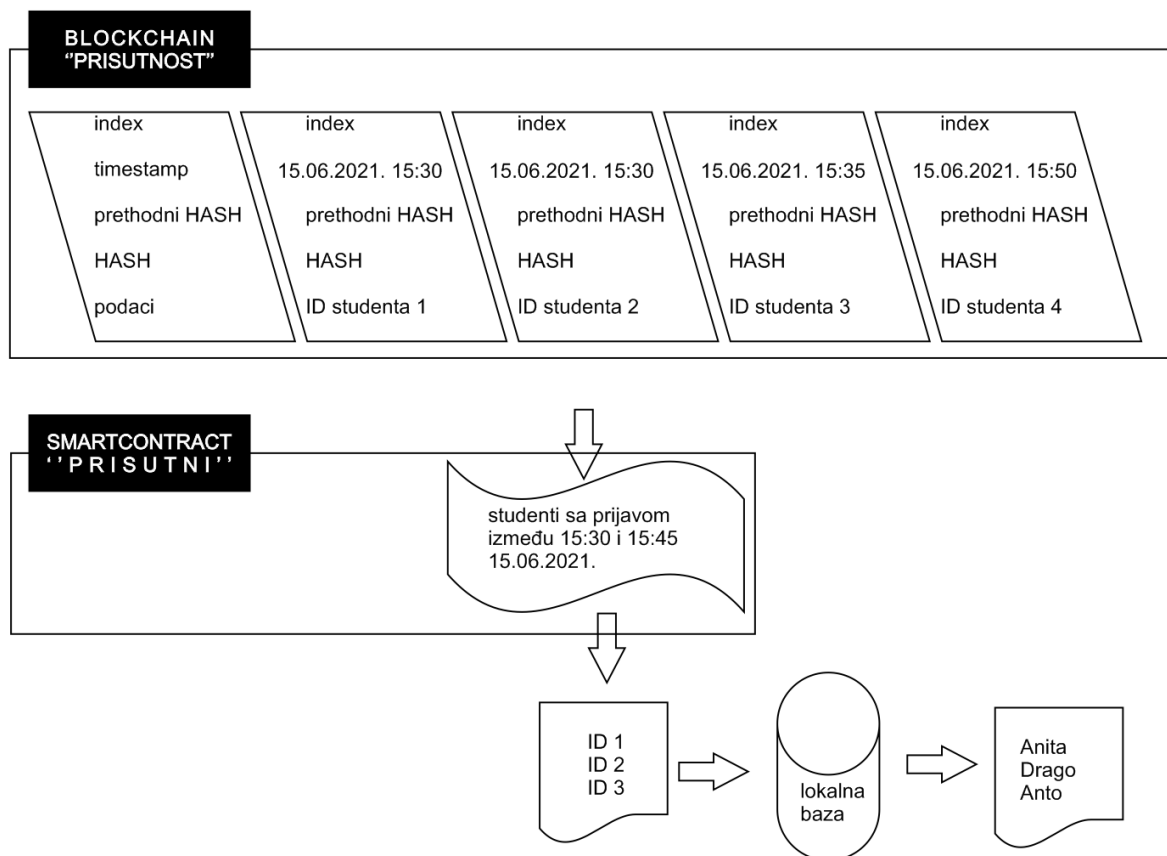 BLOCKCHAIN
‘’PRISUTNOST’’
index
timestamp
prethodni HASH
HASH
podaci
index
15.06.2021. 15:30
prethodni HASH
HASH
ID studenta 1
index
15.06.2021. 15:30
prethodni HASH
HASH
ID studenta 2
index
15.06.2021. 15:35
prethodni HASH
HASH
ID studenta 3
index
15.06.2021. 15:50
prethodni HASH
HASH
ID studenta 4
SMARTCONTRACT
‘’PRISUTNI’’
studenti sa prijavom
između 15:30 i 15:45
15.06.2021.
ID 1
ID 2
ID 3
lokalna
baza
Anita
Drago
Anto